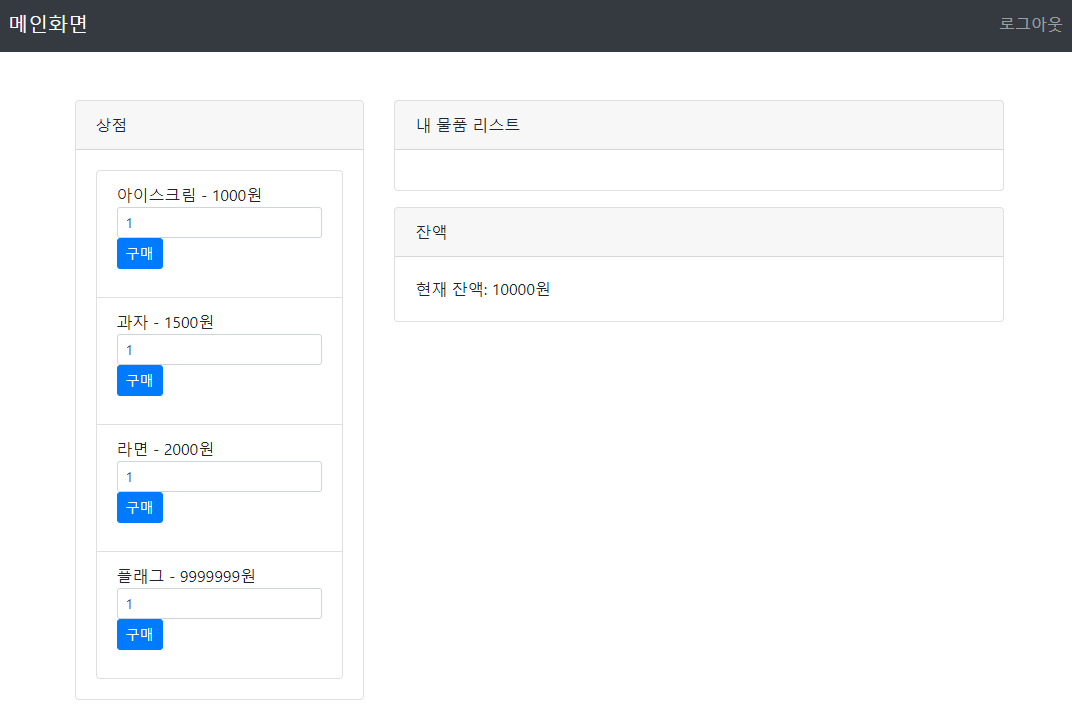 메인화면
로그아웃
상점
아이스크림 - 1000원
1
구매
과자 - 1500원
1
구매
라면 - 2000원
1
구매
플래그 - 9999999원
1
구매
내 물품 리스트
잔액
현재 잔액: 10000원